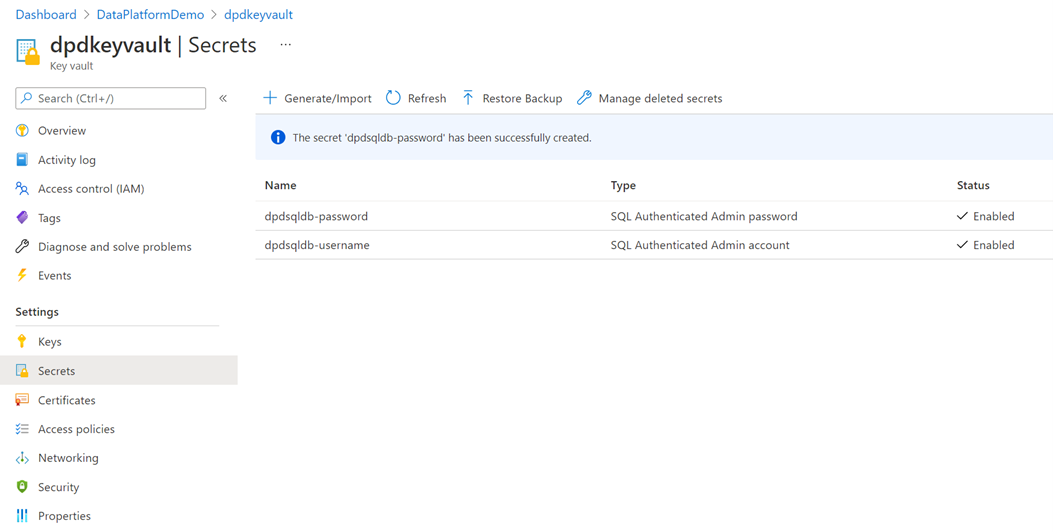 Dashboard > DataPlatformDemo > dpdkeyvault
dpdkeyvault | Secrets ...
Key vault
Search (Ctrl+/) «
Overview
Activity log
Access control (IAM)
Tags
Diagnose and solve problems
Events
Settings
Keys
Secrets
Certificates
Access policies
Networking
Security
Properties
Generate/Import Refresh Restore Backup Manage deleted secrets
The secret 'dpdsqldb-password' has been successfully created.
Name Type Status
dpdsqldb-password SQL Authenticated Admin password Enabled
dpdsqldb-username SQL Authenticated Admin account Enabled